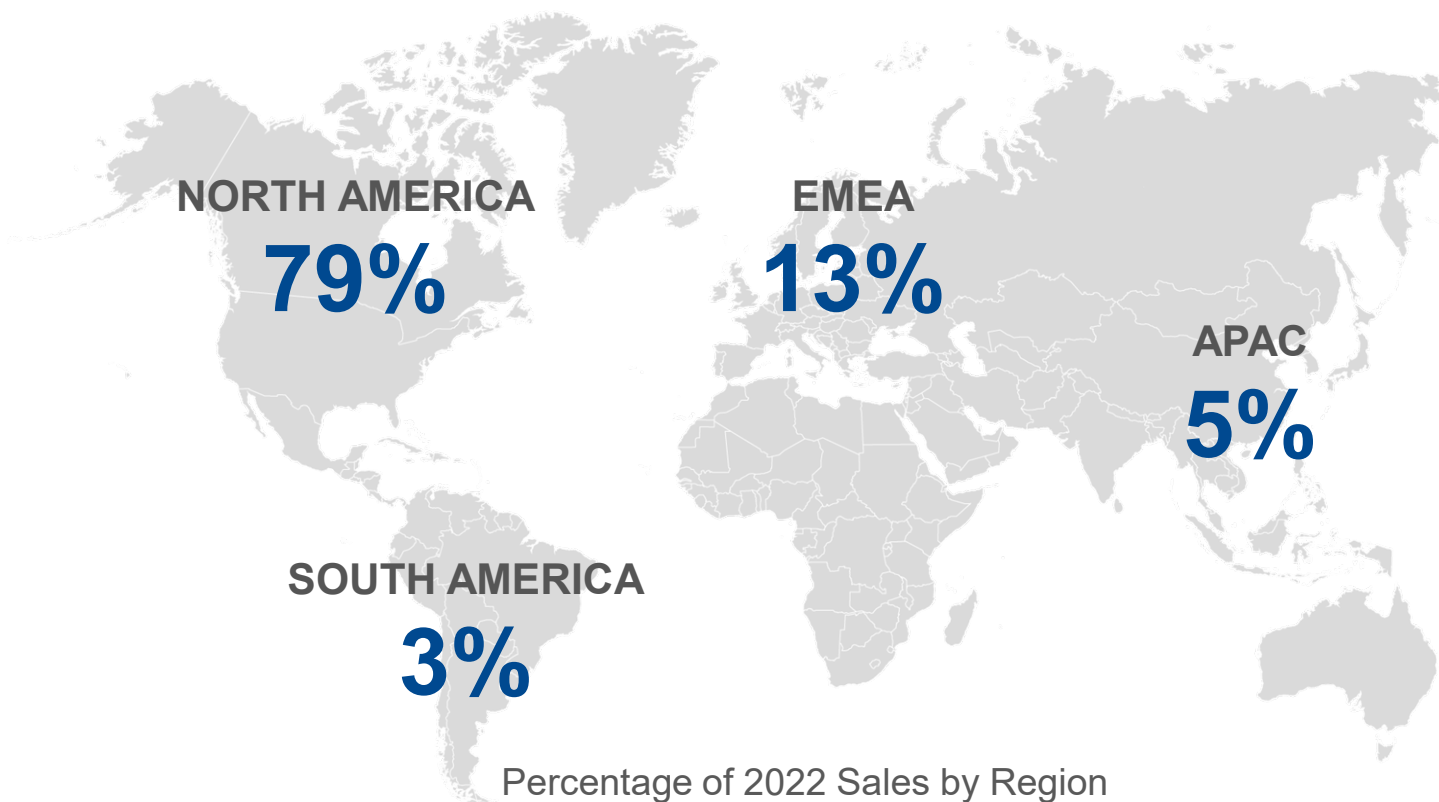 NORTH AMERICA
79%
EMEA
13%
APAC
5%
SOUTH AMERICA
3%
Percentage of 2022 Sales by Region